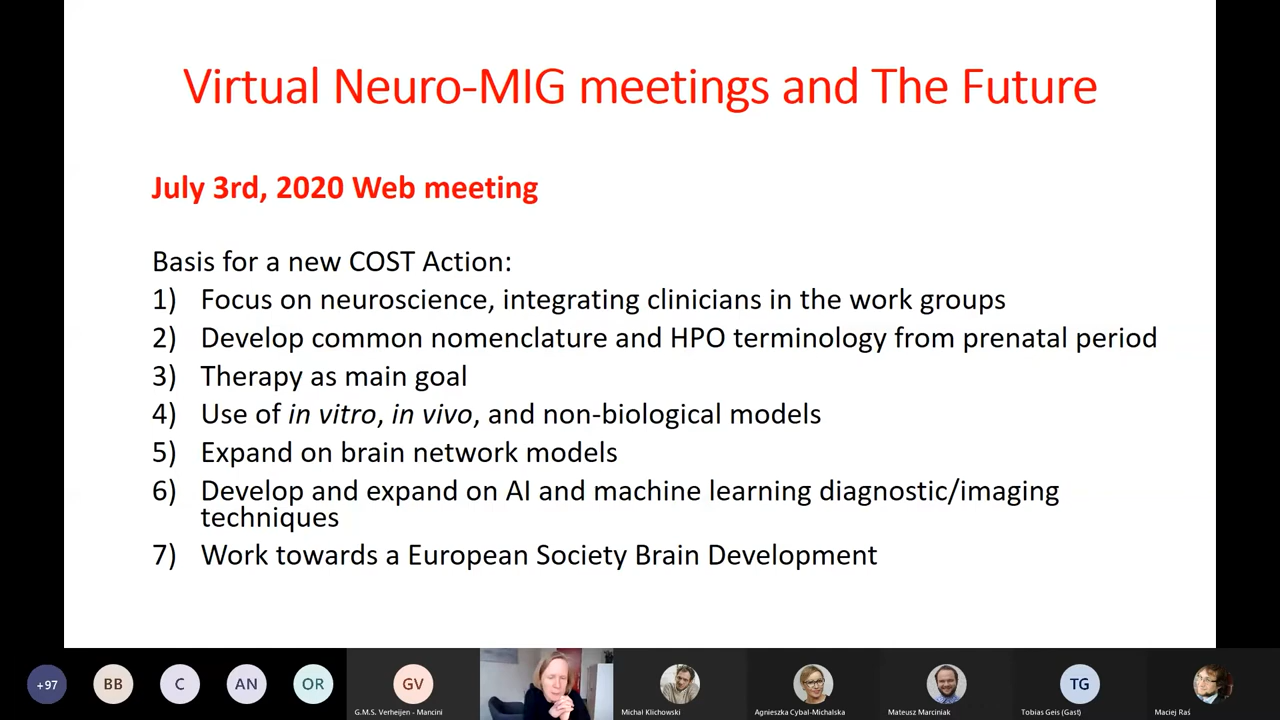 Virtual Neuro-MIG meetings and The Future
July 3rd, 2020 Web meeting
Basis for a new COST Action:
1) Focus on neuroscience, integrating clinicians in the work groups
2) Develop common nomenclature and HPO terminology from prenatal period
3) Therapy as main goal
4) Use of in vitro, in vivo, and non-biological models
5) Expand on brain network models
6) Develop and expand on AI and machine learning diagnostic/imaging
techniques
7) Work towards a European Society Brain Development
+97 BB C AN OR GV TG
G.M.S. Verheijen - Mancini Michał Klichowski Agnieszka Cybal-Michalska Mateusz Marciniak Tobias Geis (Gast) Maciej Raś